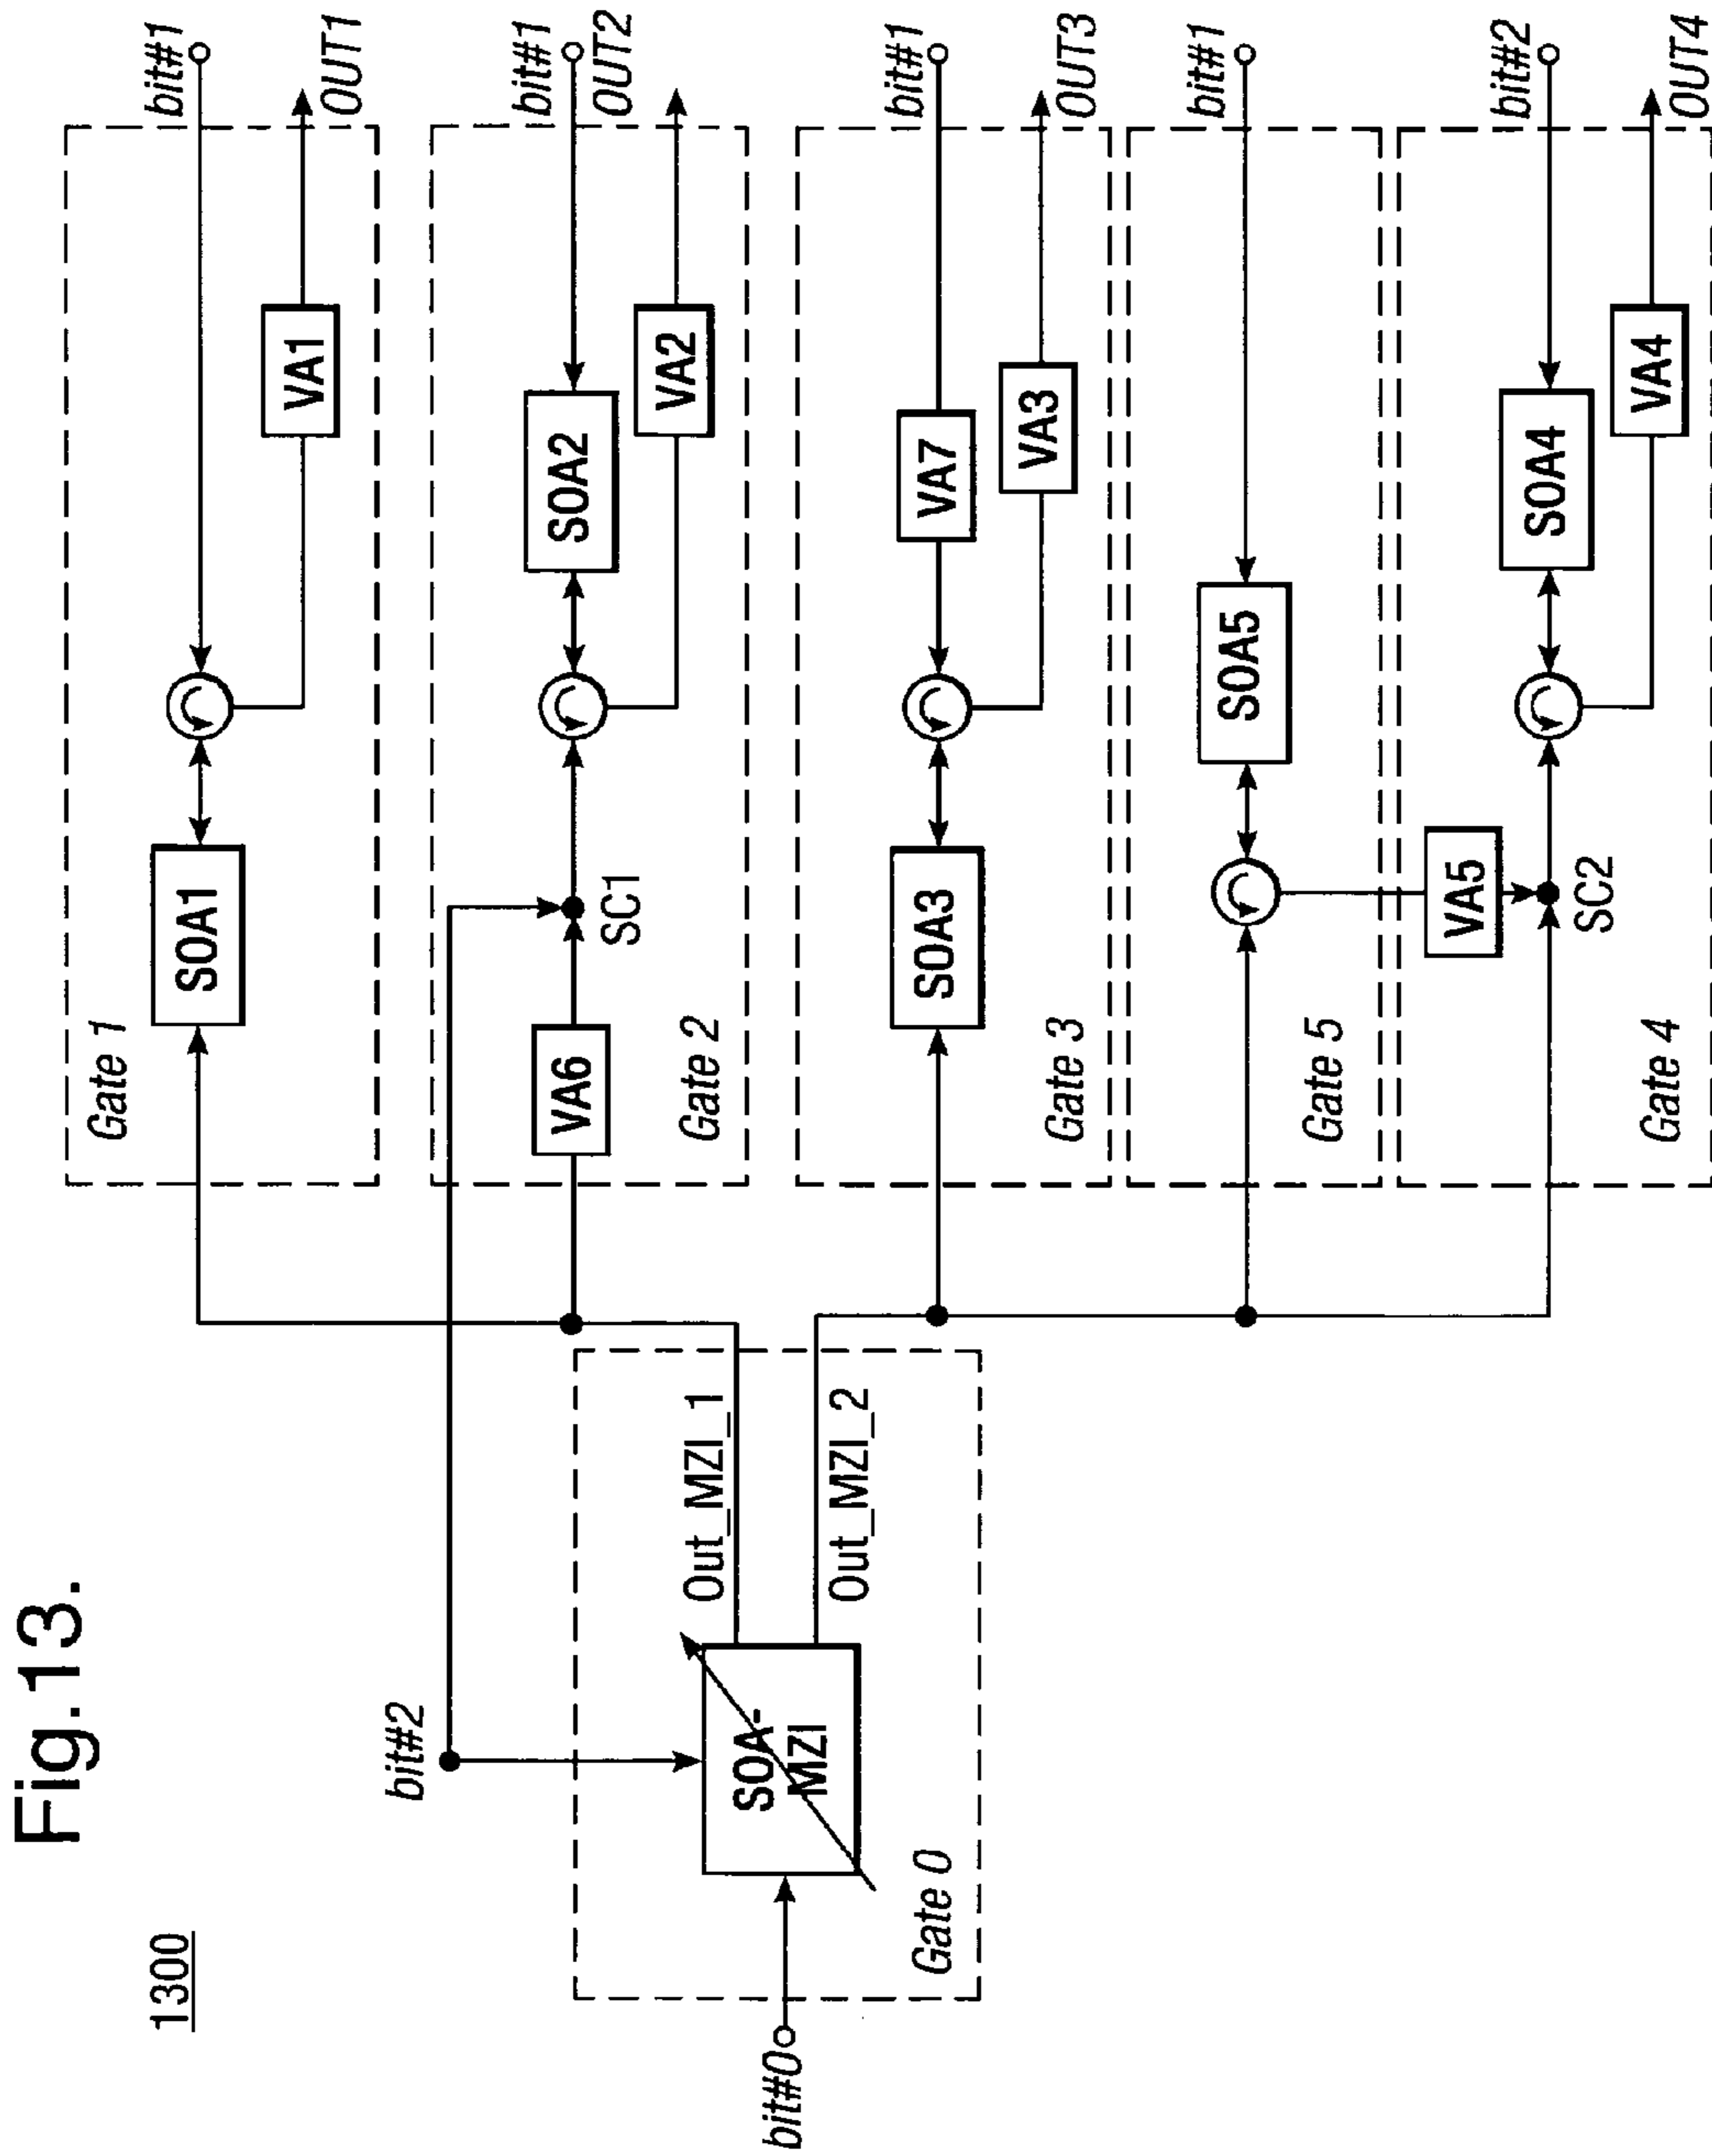 Fig.13.
1300
bit#0
Gate 0
SOA-
MZI
bit#2
Out_MZI_1
Out_MZI_2
Gate 1
SOA1
VA1
bit#1
OUT1
Gate 2
VA6
SC1
SOA2
VA2
bit#1
OUT2
Gate 3
SOA3
VA7
VA3
bit#1
OUT3
Gate 5
SOA5
bit#1
Gate 4
VA5
SC2
SOA4
VA4
bit#2
OUT4